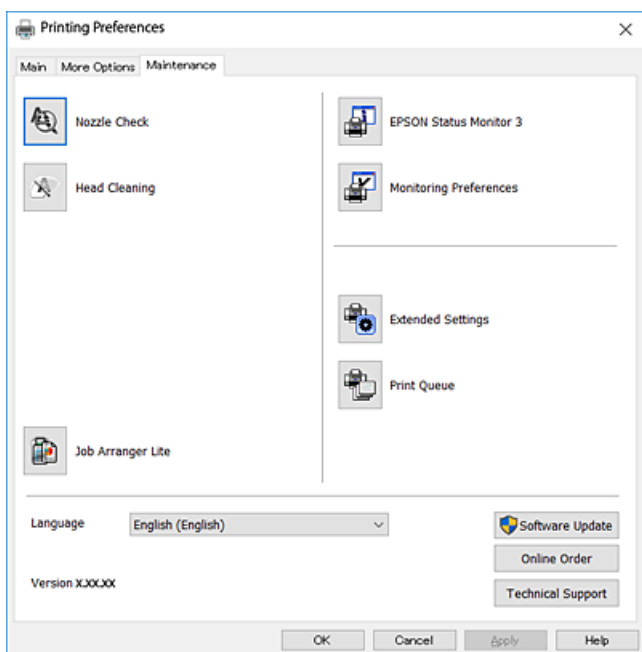 Printing Preferences
Main More Options Maintenance
Nozzle Check
Head Cleaning
Job Arranger Lite
EPSON Status Monitor 3
Monitoring Preferences
Extended Settings
Print Queue
Language English (English)
Version X.XX.XX
Software Update
Online Order
Technical Support
OK Cancel Apply Help